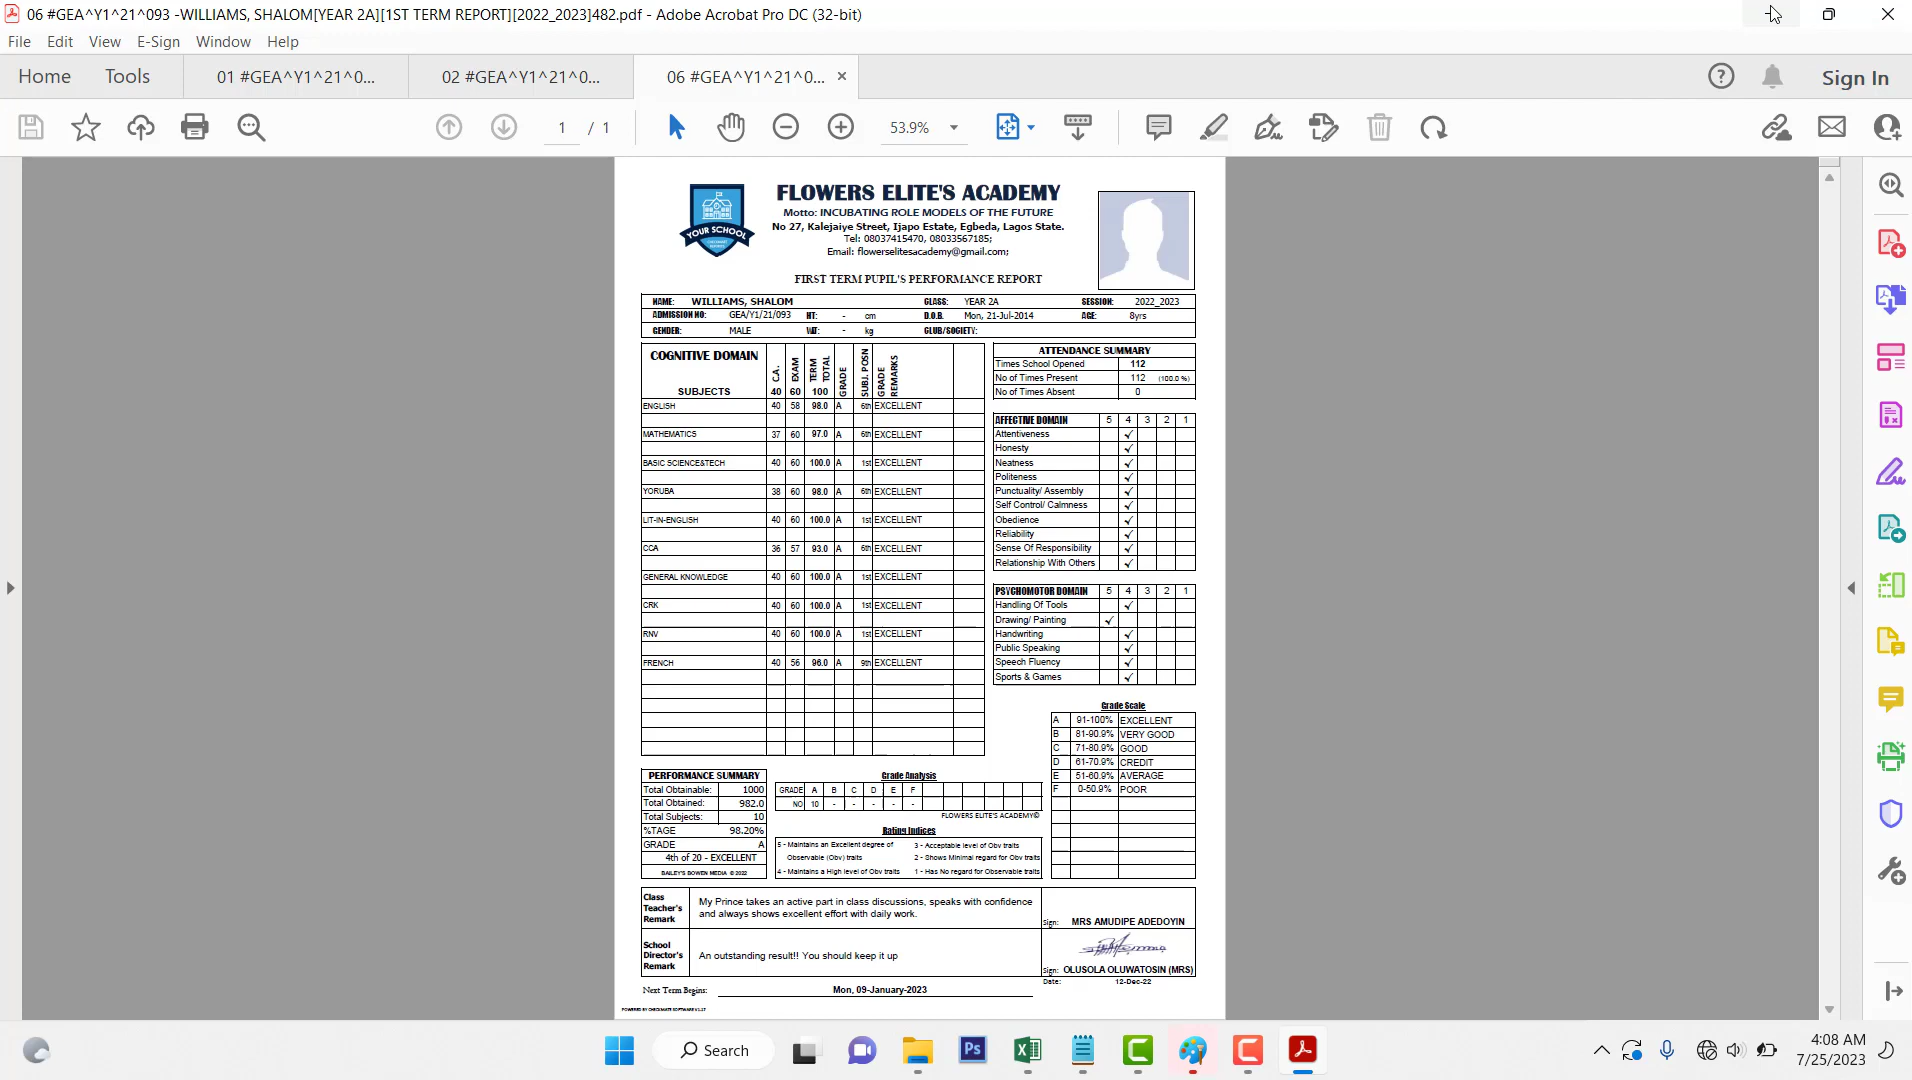 06 #GEA^Y1^21^093 -WILLIAMS, SHALOM[YEAR 2A][1ST TERM REPORT][2022_2023]482.pdf - Adobe Acrobat Pro DC (32-bit)
File Edit View E-Sign Window Help
Home Tools 01 #GEA^Y1^21^0... 02 #GEA^Y1^21^0... 06 #GEA^Y1^21^0... Sign In
1 / 1 53.9%
FLOWERS ELITE'S ACADEMY
Motto: INCUBATING ROLE MODELS OF THE FUTURE
No 27, Kalejaiye Street, Ijapo Estate, Egbeda, Lagos State.
Tel: 08037415470, 08033567185;
Email: flowerselitesacademy@gmail.com;
YOUR SCHOOL
FIRST TERM PUPIL'S PERFORMANCE REPORT
NAME: WILLIAMS, SHALOM CLASS: YEAR 2A SESSION: 2022_2023
ADMISSION NO: GEA/Y1/21/093 HT: - cm D.O.B. Mon, 21-Jul-2014 AGE: 8yrs
GENDER: MALE WT: - kg CLUB/SOCIETY:
COGNITIVE DOMAIN
SUBJECTS
C.A. EXAM TERM TOTAL GRADE SUBJ. POSN GRADE REMARKS
40 60 100
ENGLISH 40 58 98.0 A 6th EXCELLENT
MATHEMATICS 37 60 97.0 A 6th EXCELLENT
BASIC SCIENCE&TECH 40 60 100.0 A 1st EXCELLENT
YORUBA 38 60 98.0 A 6th EXCELLENT
LIT-IN-ENGLISH 40 60 100.0 A 1st EXCELLENT
CCA 36 57 93.0 A 6th EXCELLENT
GENERAL KNOWLEDGE 40 60 100.0 A 1st EXCELLENT
CRK 40 60 100.0 A 1st EXCELLENT
RNV 40 60 100.0 A 1st EXCELLENT
FRENCH 40 56 96.0 A 9th EXCELLENT
ATTENDANCE SUMMARY
Times School Opened 112
No of Times Present 112 (100.0 %)
No of Times Absent 0
AFFECTIVE DOMAIN 5 4 3 2 1
Attentiveness ✓
Honesty ✓
Neatness ✓
Politeness ✓
Punctuality/ Assembly ✓
Self Control/ Calmness ✓
Obedience ✓
Reliability ✓
Sense Of Responsibility ✓
Relationship With Others ✓
PSYCHOMOTOR DOMAIN 5 4 3 2 1
Handling Of Tools ✓
Drawing/ Painting ✓
Handwriting ✓
Public Speaking ✓
Speech Fluency ✓
Sports & Games ✓
Grade Scale
A 91-100% EXCELLENT
B 81-90.9% VERY GOOD
C 71-80.9% GOOD
D 61-70.9% CREDIT
E 51-60.9% AVERAGE
F 0-50.9% POOR
PERFORMANCE SUMMARY
Total Obtainable: 1000
Total Obtained: 982.0
Total Subjects: 10
%TAGE 98.20%
GRADE A
4th of 20 - EXCELLENT
BAILEY'S BOWEN MEDIA © 2022
Grade Analysis
GRADE A B C D E F
NO 10 - - - - -
FLOWERS ELITE'S ACADEMY©
Rating Indices
5 - Maintains an Excellent degree of Observable (Obv) traits
4 - Maintains a High level of Obv traits
3 - Acceptable level of Obv traits
2 - Shows Minimal regard for Obv traits
1 - Has No regard for Observable traits
Class Teacher's Remark
My Prince takes an active part in class discussions, speaks with confidence
and always shows excellent effort with daily work.
Sign: MRS AMUDIPE ADEDOYIN
School Director's Remark
An outstanding result!! You should keep it up
Sign: OLUSOLA OLUWATOSIN (MRS)
Date: 12-Dec-22
Next Term Begins: Mon, 09-January-2023
POWERED BY CHECKMATE SOFTWARE V1.1T
Search
4:08 AM
7/25/2023